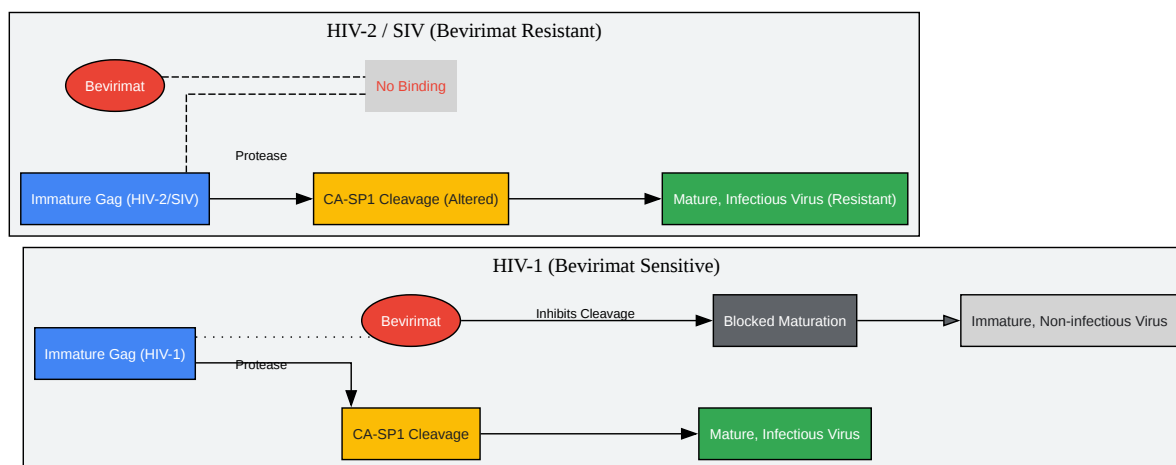 HIV-2 / SIV (Bevirimat Resistant)
Bevirimat
No Binding
Protease
Immature Gag (HIV-2/SIV)
CA-SP1 Cleavage (Altered)
Mature, Infectious Virus (Resistant)
HIV-1 (Bevirimat Sensitive)
Bevirimat
Inhibits Cleavage
Blocked Maturation
Immature, Non-infectious Virus
Immature Gag (HIV-1)
Protease
CA-SP1 Cleavage
Mature, Infectious Virus